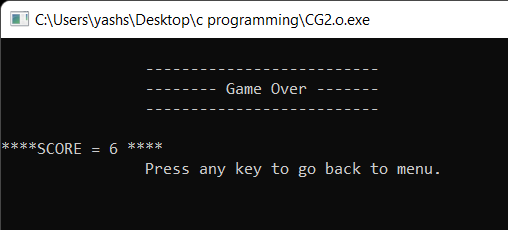 C:\Users\yashs\Desktop\c programming\CG2.o.exe
--------------------------
-------- Game Over -------
--------------------------
****SCORE = 6 ****
Press any key to go back to menu.